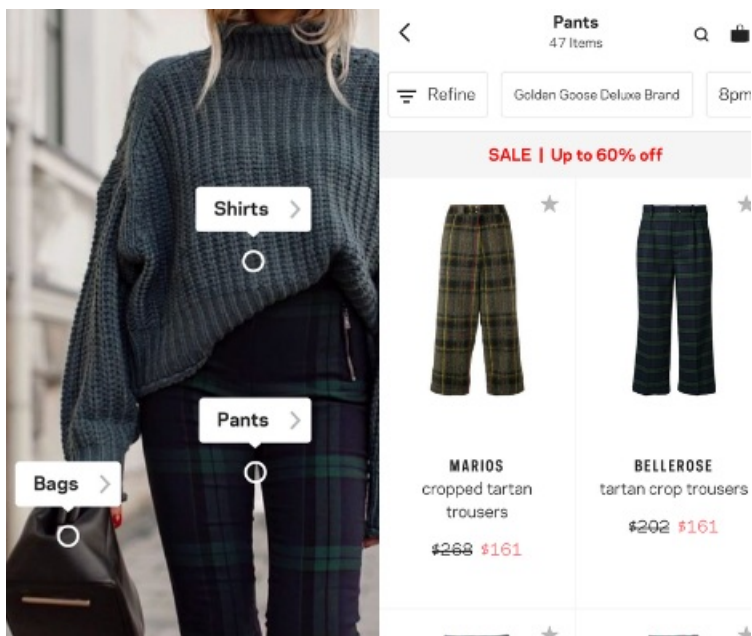 Shirts
Pants
Bags
Pants
47 Items
Refine
Golden Goose Deluxe Brand
8pm
SALE | Up to 60% off
MARIOS
cropped tartan
trousers
$268 $161
BELLEROSE
tartan crop trousers
$202 $161